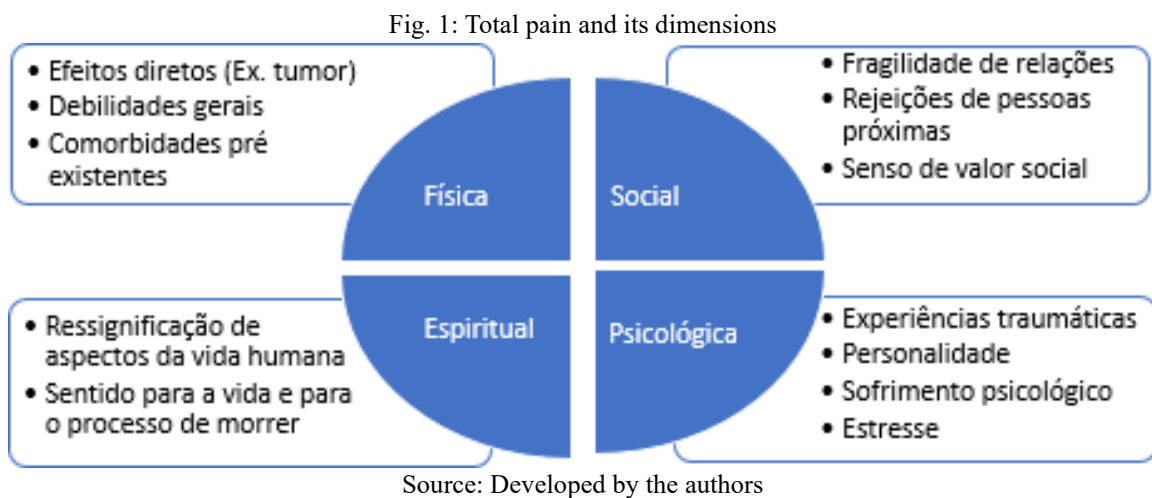 Fig. 1: Total pain and its dimensions
• Efeitos diretos (Ex. tumor)
• Debilidades gerais
• Comorbidades pré
existentes
Física
• Fragilidade de relações
• Rejeições de pessoas
próximas
• Senso de valor social
Social
• Ressignificação de
aspectos da vida humana
• Sentido para a vida e para
o processo de morrer
Espiritual
• Experiências traumáticas
• Personalidade
• Sofrimento psicológico
• Estresse
Psicológica
Source: Developed by the authors